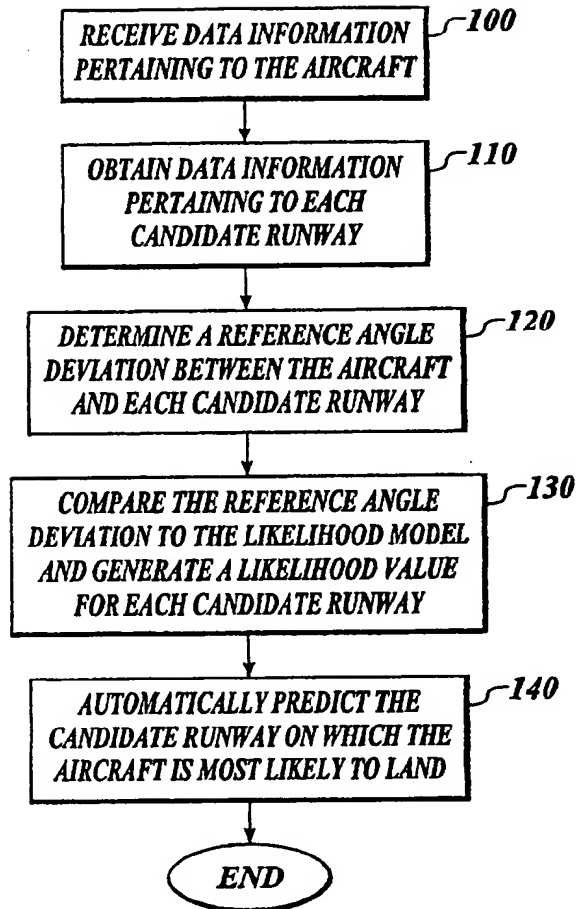 RECEIVE DATA INFORMATION
PERTAINING TO THE AIRCRAFT
100
OBTAIN DATA INFORMATION
PERTAINING TO EACH
CANDIDATE RUNWAY
110
DETERMINE A REFERENCE ANGLE
DEVIATION BETWEEN THE AIRCRAFT
AND EACH CANDIDATE RUNWAY
120
COMPARE THE REFERENCE ANGLE
DEVIATION TO THE LIKELIHOOD MODEL
AND GENERATE A LIKELIHOOD VALUE
FOR EACH CANDIDATE RUNWAY
130
AUTOMATICALLY PREDICT THE
CANDIDATE RUNWAY ON WHICH THE
AIRCRAFT IS MOST LIKELY TO LAND
140
END